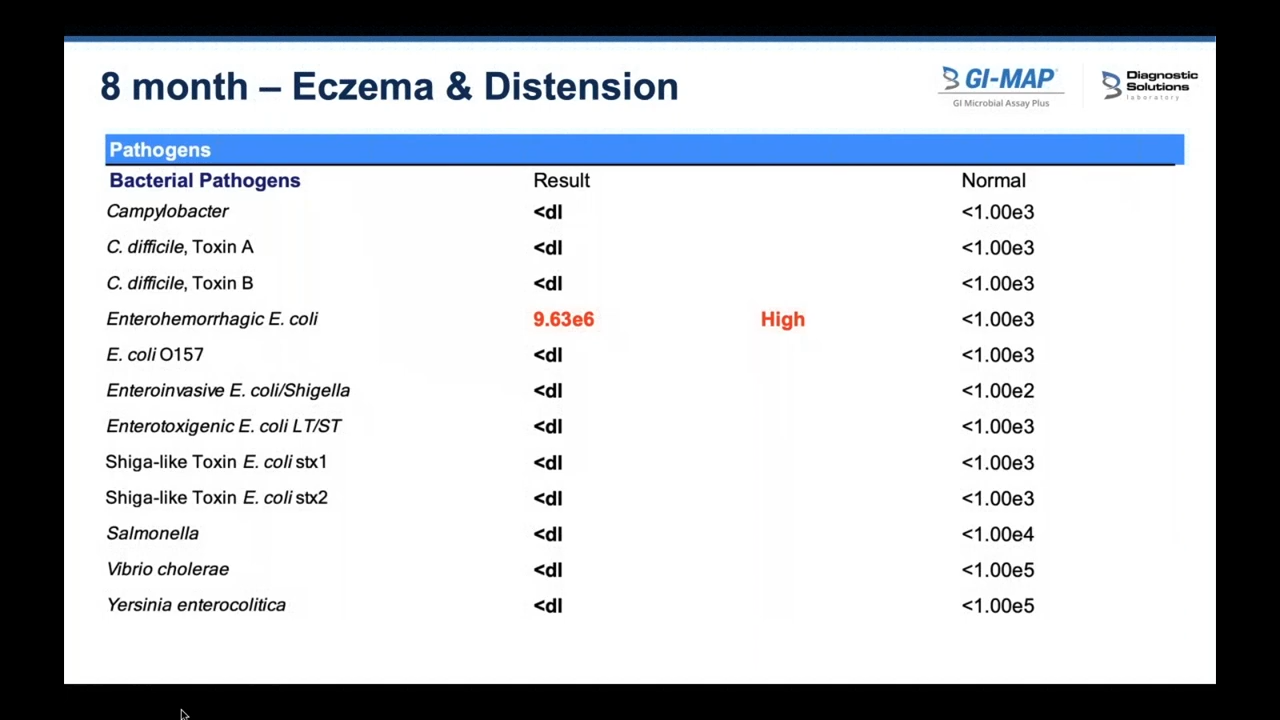 8 month – Eczema & Distension
GI-MAP®
GI Microbial Assay Plus
Diagnostic
Solutions
laboratory
Pathogens
Bacterial Pathogens Result Normal
Campylobacter <dl <1.00e3
C. difficile, Toxin A <dl <1.00e3
C. difficile, Toxin B <dl <1.00e3
Enterohemorrhagic E. coli 9.63e6 High <1.00e3
E. coli O157 <dl <1.00e3
Enteroinvasive E. coli/Shigella <dl <1.00e2
Enterotoxigenic E. coli LT/ST <dl <1.00e3
Shiga-like Toxin E. coli stx1 <dl <1.00e3
Shiga-like Toxin E. coli stx2 <dl <1.00e3
Salmonella <dl <1.00e4
Vibrio cholerae <dl <1.00e5
Yersinia enterocolitica <dl <1.00e5